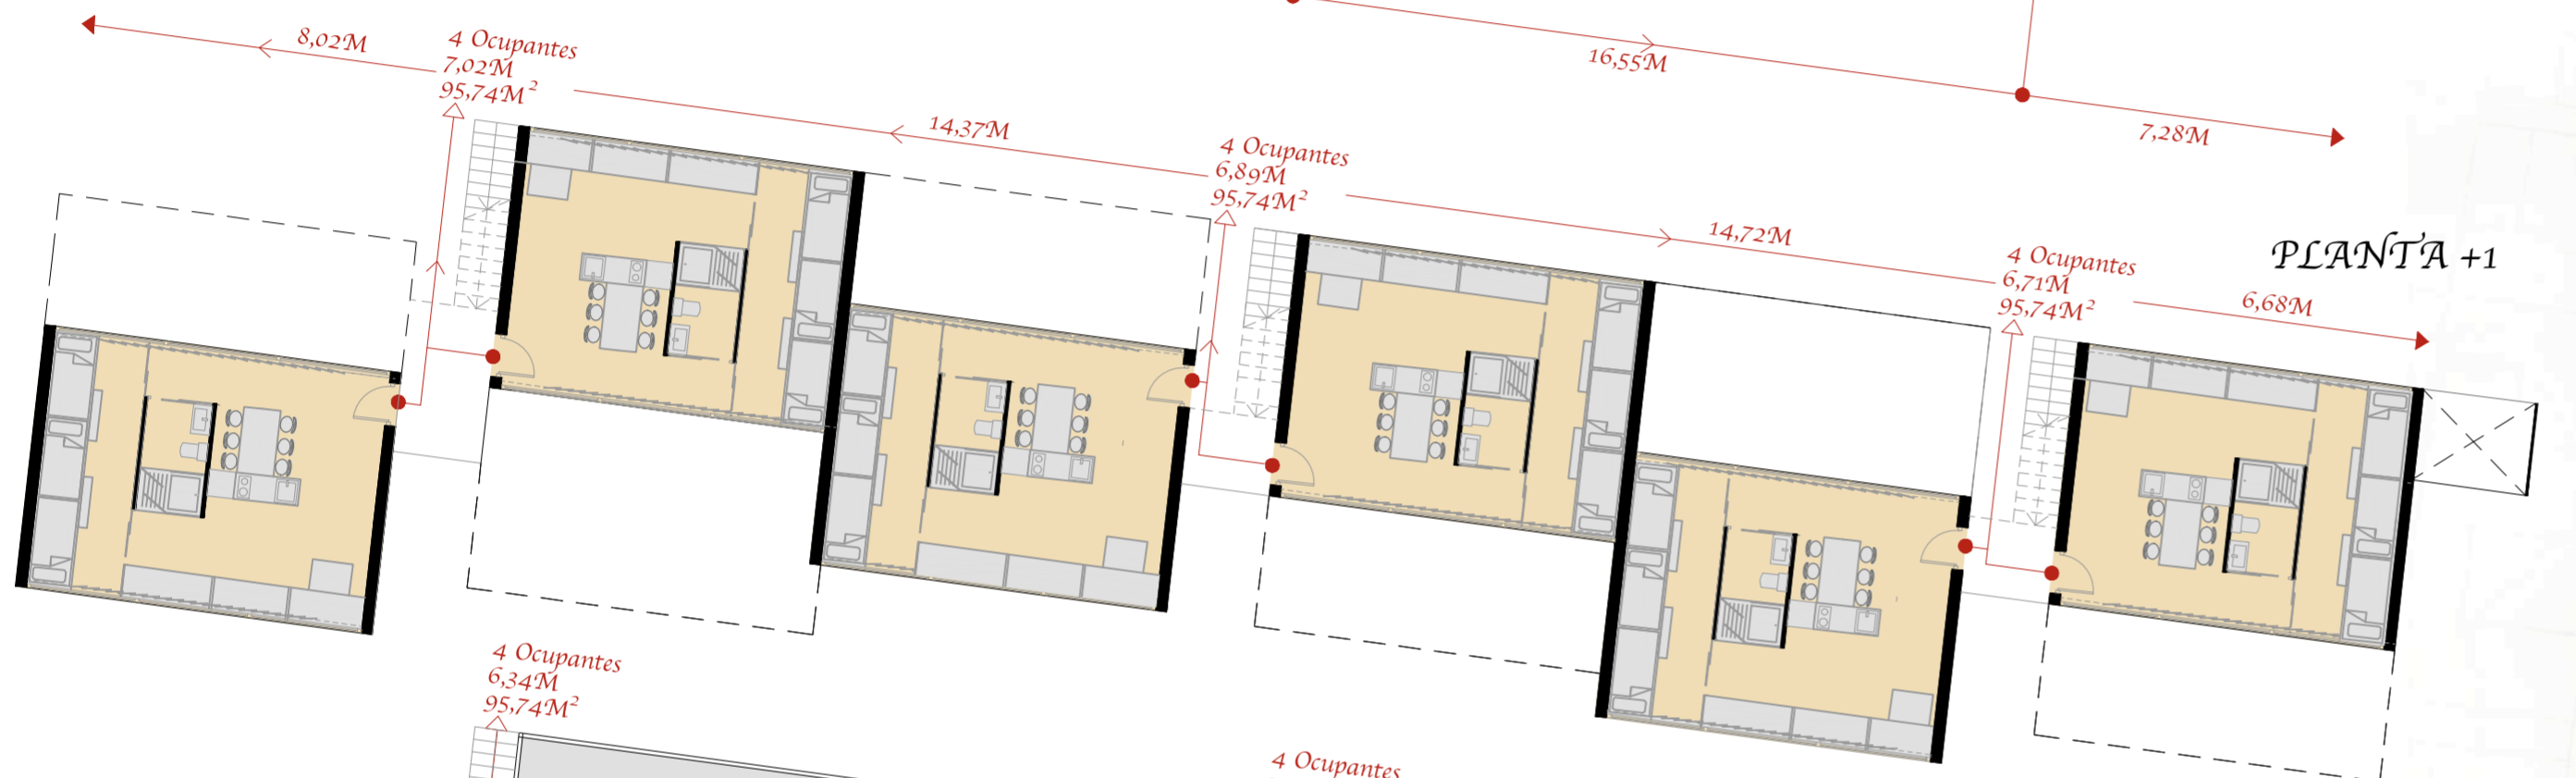 8,02M
4 Ocupantes
7,02M
95,74M²
14,37M
16,55M
7,28M
4 Ocupantes
6,89M
95,74M²
14,72M
PLANTA +1
4 Ocupantes
6,71M
95,74M²
6,68M
4 Ocupantes
6,34M
95,74M²
4 Ocupantes